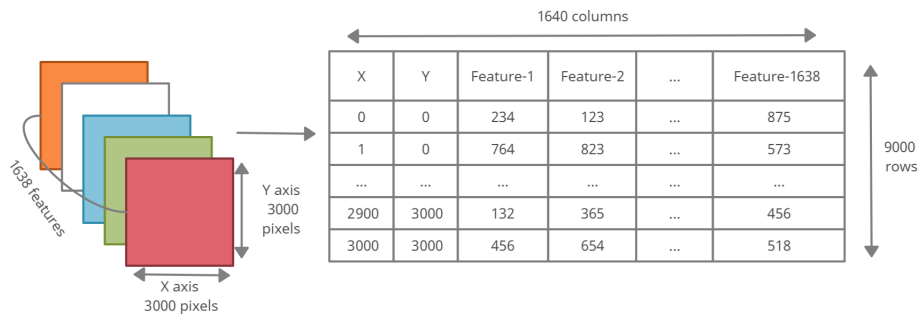 1640 columns
X Y Feature-1 Feature-2 ... Feature-1638
0 0 234 123 ... 875
1 0 764 823 ... 573
... ... ... ... ... ...
2900 3000 132 365 ... 456
3000 3000 456 654 ... 518
9000
rows
1638 features
Y axis
3000
pixels
X axis
3000 pixels